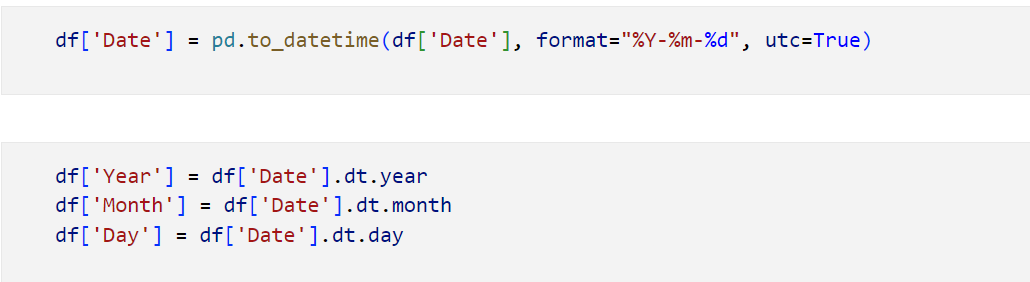 df['Date'] = pd.to_datetime(df['Date'], format="%Y-%m-%d", utc=True)
df['Year'] = df['Date'].dt.year
df['Month'] = df['Date'].dt.month
df['Day'] = df['Date'].dt.day